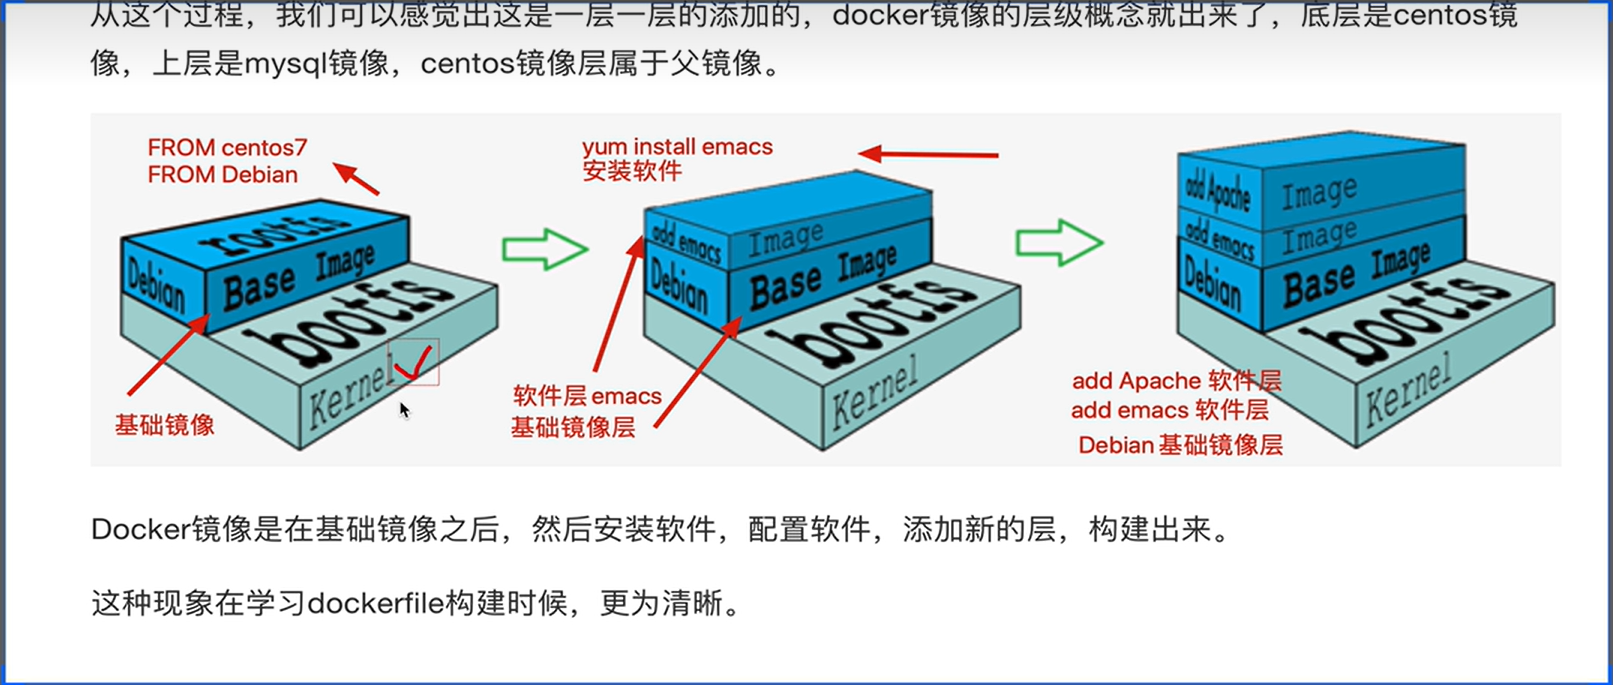 从这个过程，我们可以感觉出这是一层一层的添加的，docker镜像的层级概念就出来了，底层是centos镜
像，上层是mysql镜像，centos镜像层属于父镜像。
FROM centos7
FROM Debian
rootfs
Debian
Base Image
bootfs
Kernel
基础镜像
yum install emacs
安装软件
add emacs
Image
Debian
Base Image
bootfs
Kernel
软件层 emacs
基础镜像层
add Apache
Image
add emacs
Image
Debian
Base Image
bootfs
Kernel
add Apache 软件层
add emacs 软件层
Debian 基础镜像层
Docker镜像是在基础镜像之后，然后安装软件，配置软件，添加新的层，构建出来。
这种现象在学习dockerfile构建时候，更为清晰。